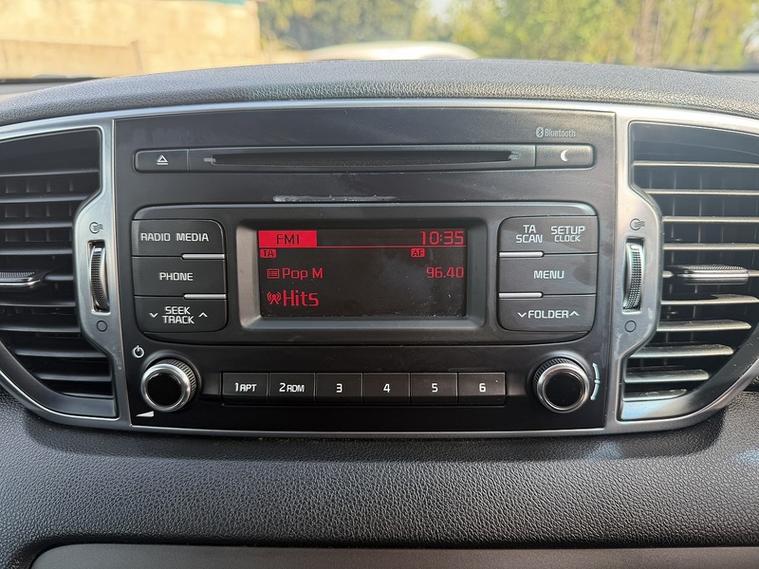 Bluetooth
RADIO MEDIA
PHONE
SEEK
TRACK
FM1 10:35
TA AF
Pop M 96.40
Hits
TA
SCAN
SETUP
CLOCK
MENU
FOLDER
1 RPT 2 RDM 3 4 5 6